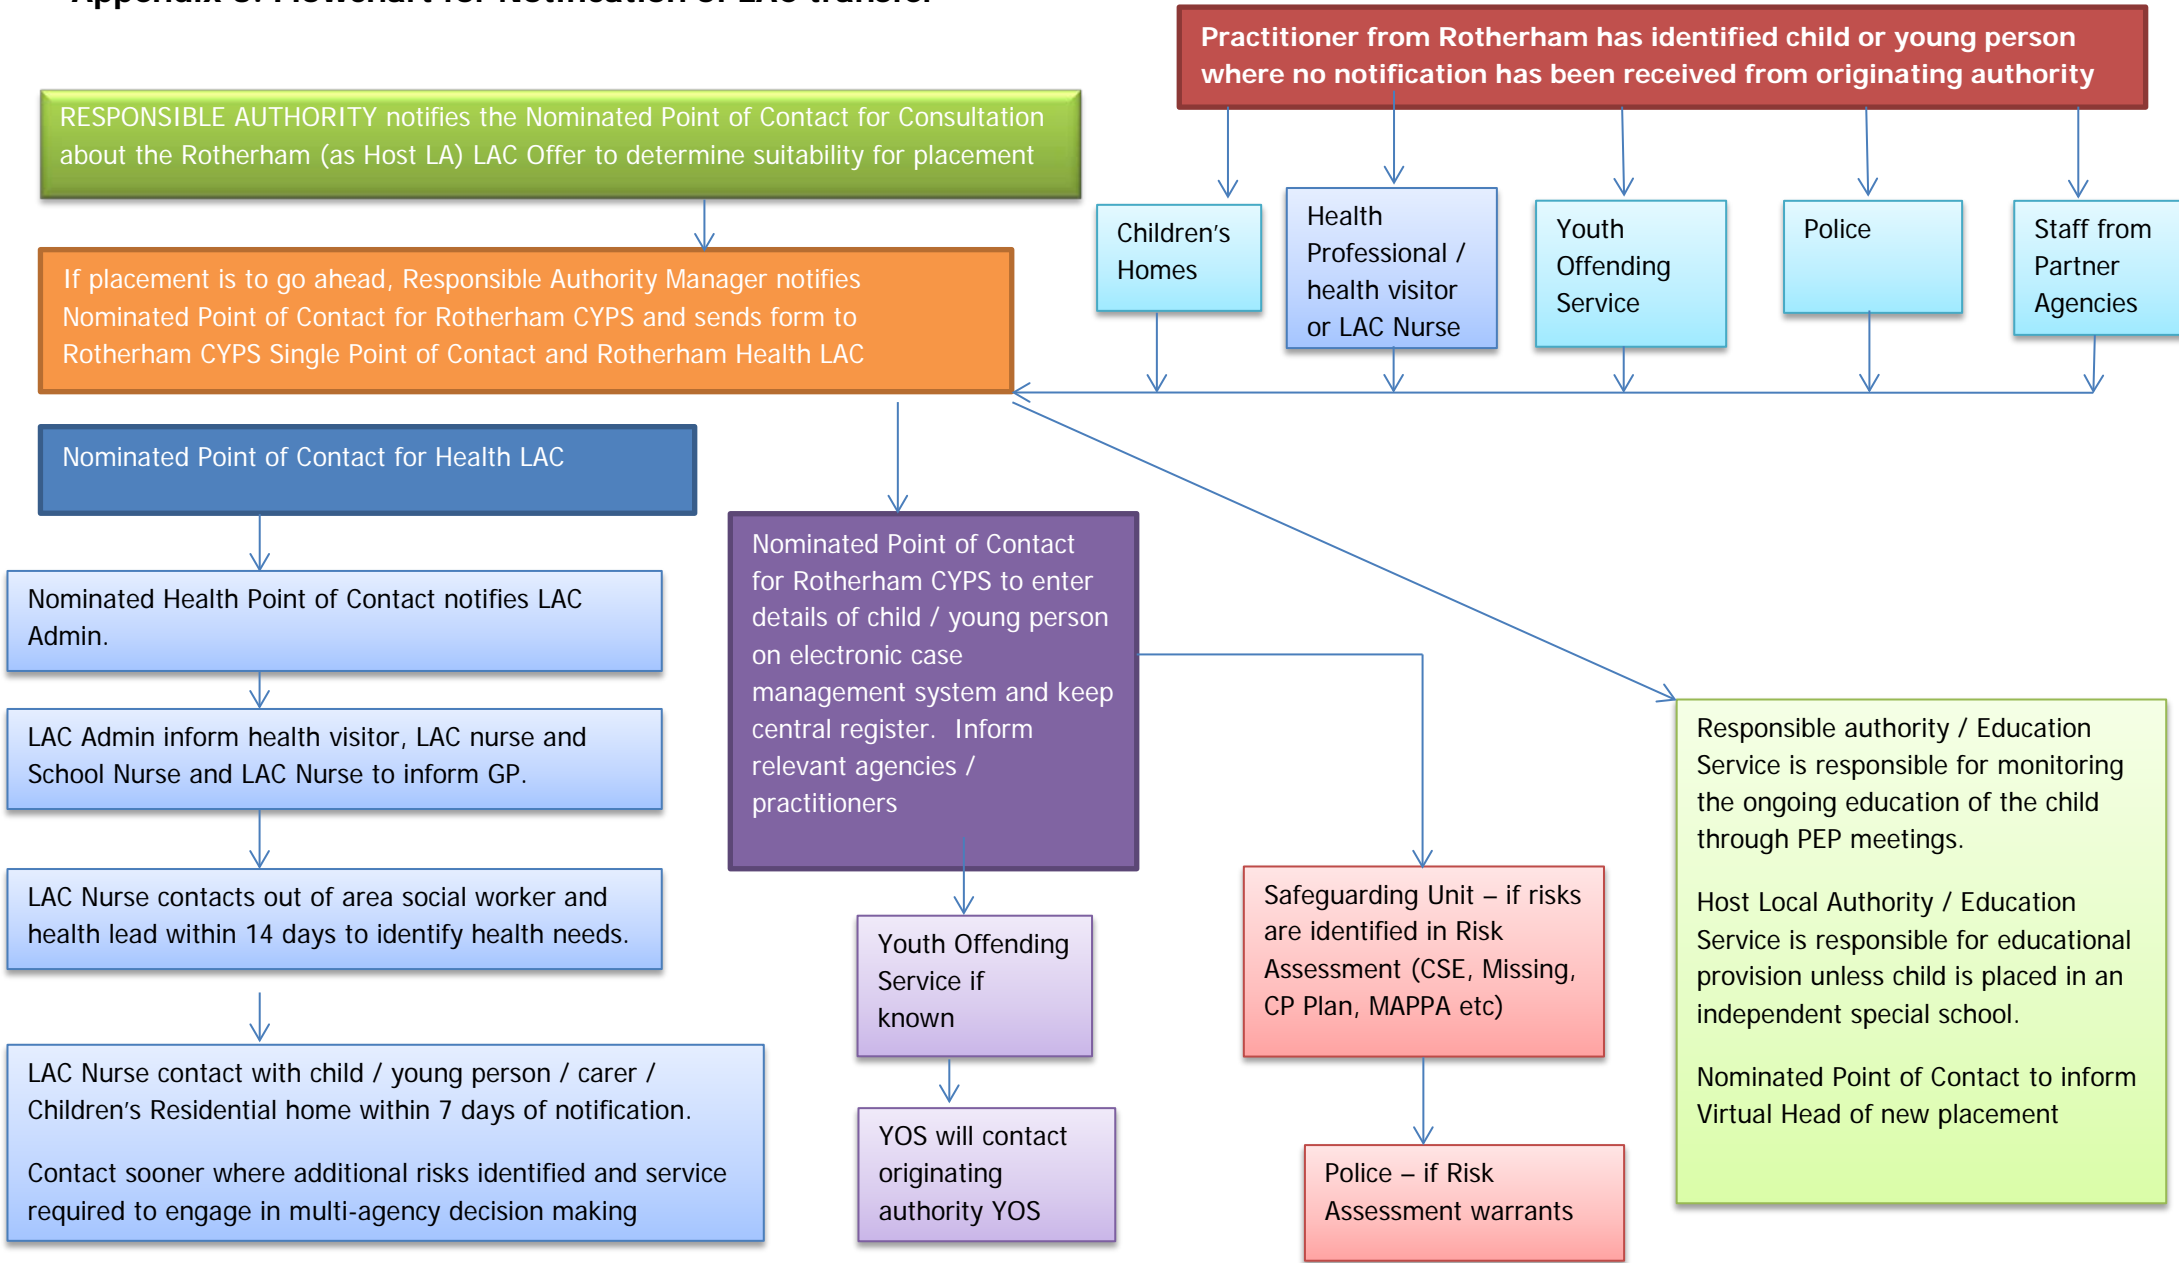 Practitioner from Rotherham has identified child or young person
where no notification has been received from originating authority
RESPONSIBLE AUTHORITY notifies the Nominated Point of Contact for Consultation
about the Rotherham (as Host LA) LAC Offer to determine suitability for placement
Children's
Homes
Health
Professional /
health visitor
or LAC Nurse
Youth
Offending
Service
Police
Staff from
Partner
Agencies
If placement is to go ahead, Responsible Authority Manager notifies
Nominated Point of Contact for Rotherham CYPS and sends form to
Rotherham CYPS Single Point of Contact and Rotherham Health LAC
Nominated Point of Contact for Health LAC
Nominated Health Point of Contact notifies LAC
Admin.
LAC Admin inform health visitor, LAC nurse and
School Nurse and LAC Nurse to inform GP.
LAC Nurse contacts out of area social worker and
health lead within 14 days to identify health needs.
LAC Nurse contact with child / young person / carer /
Children's Residential home within 7 days of notification.
Contact sooner where additional risks identified and service
required to engage in multi-agency decision making
Nominated Point of Contact
for Rotherham CYPS to enter
details of child / young person
on electronic case
management system and keep
central register. Inform
relevant agencies /
practitioners
Youth Offending
Service if
known
YOS will contact
originating
authority YOS
Safeguarding Unit – if risks
are identified in Risk
Assessment (CSE, Missing,
CP Plan, MAPPA etc)
Police – if Risk
Assessment warrants
Responsible authority / Education
Service is responsible for monitoring
the ongoing education of the child
through PEP meetings.
Host Local Authority / Education
Service is responsible for educational
provision unless child is placed in an
independent special school.
Nominated Point of Contact to inform
Virtual Head of new placement